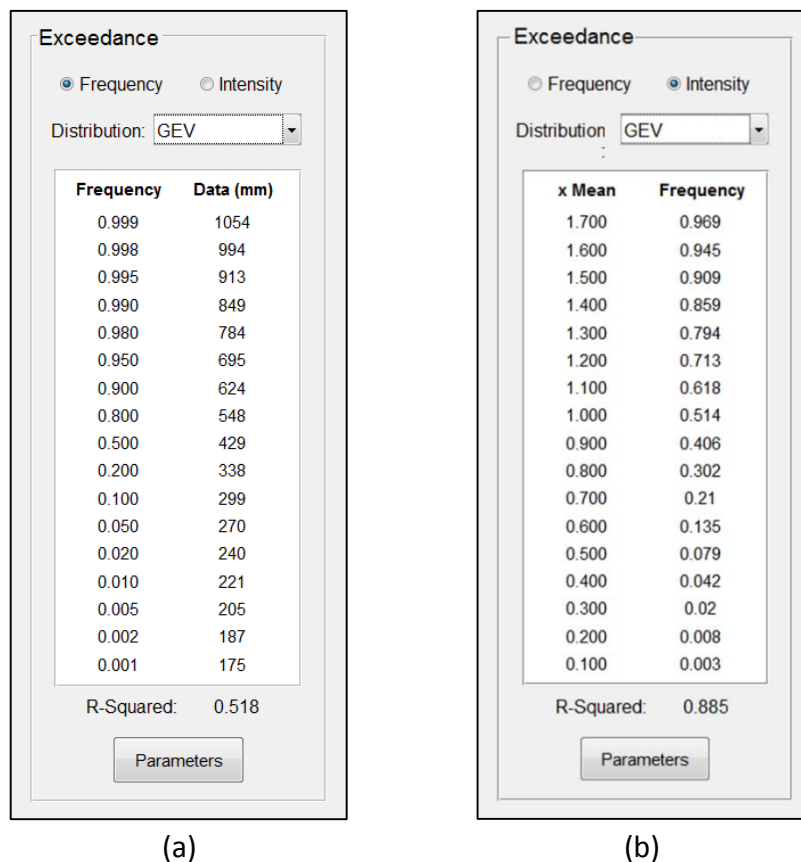 Exceedance
Frequency Intensity
Distribution: GEV
Frequency Data (mm)
0.999 1054
0.998 994
0.995 913
0.990 849
0.980 784
0.950 695
0.900 624
0.800 548
0.500 429
0.200 338
0.100 299
0.050 270
0.020 240
0.010 221
0.005 205
0.002 187
0.001 175
R-Squared: 0.518
Parameters
(a)
Exceedance
Frequency Intensity
Distribution GEV
:
x Mean Frequency
1.700 0.969
1.600 0.945
1.500 0.909
1.400 0.859
1.300 0.794
1.200 0.713
1.100 0.618
1.000 0.514
0.900 0.406
0.800 0.302
0.700 0.21
0.600 0.135
0.500 0.079
0.400 0.042
0.300 0.02
0.200 0.008
0.100 0.003
R-Squared: 0.885
Parameters
(b)